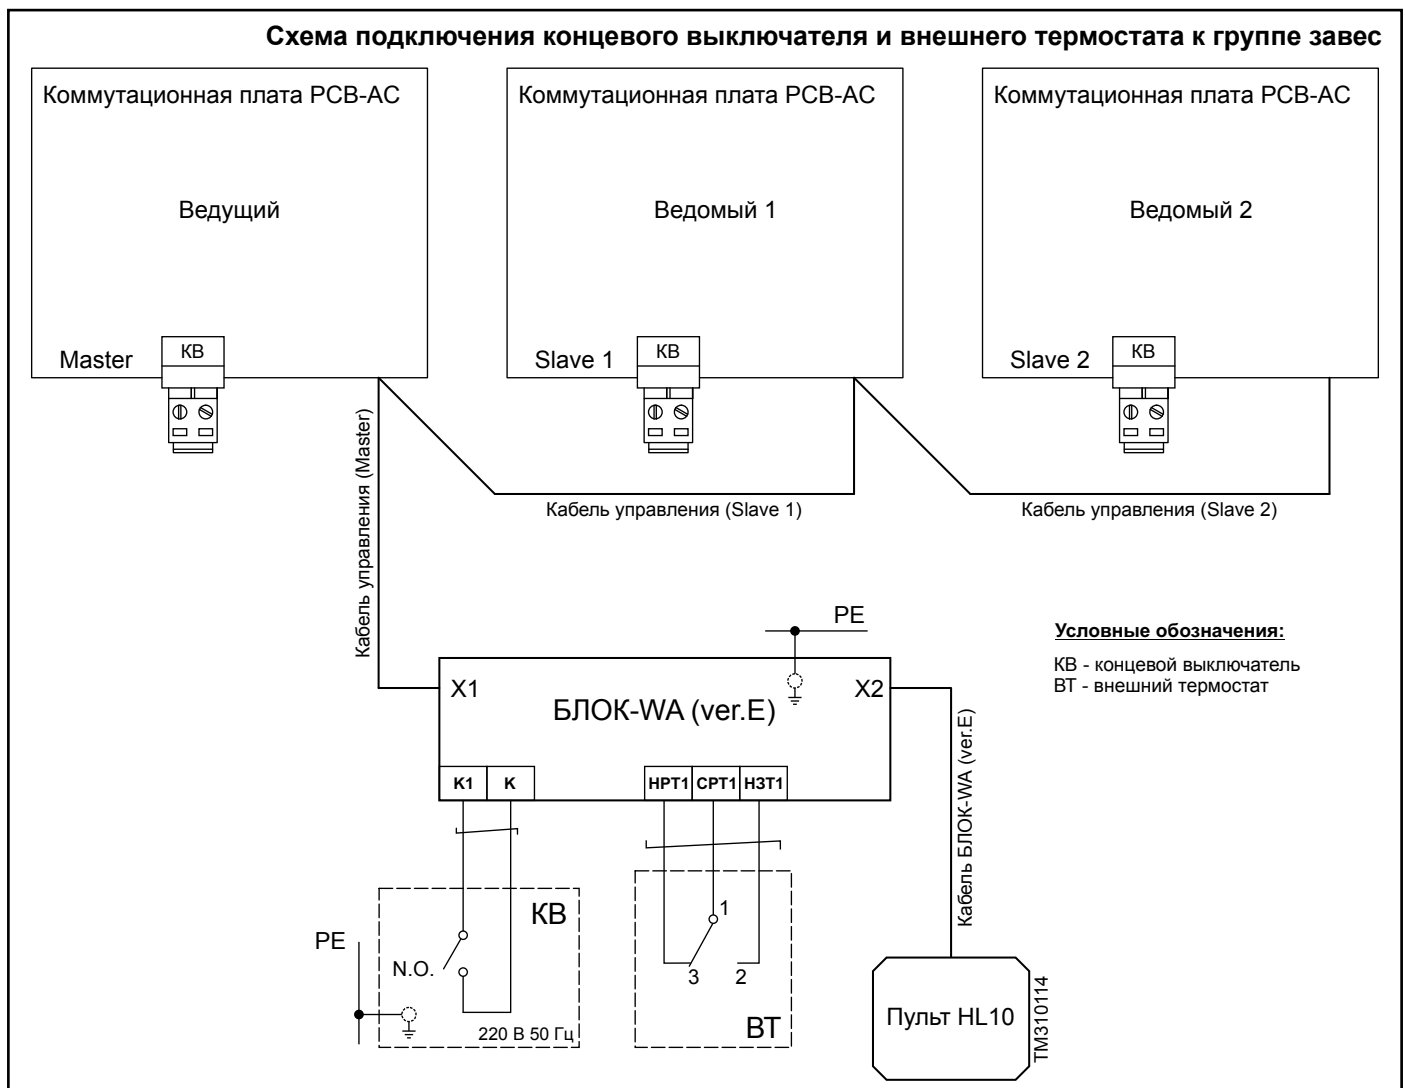 Схема подключения концевого выключателя и внешнего термостата к группе завес
Коммутационная плата PCB-AC
Ведущий
Master
КВ
Коммутационная плата PCB-AC
Ведомый 1
Slave 1
КВ
Коммутационная плата PCB-AC
Ведомый 2
Slave 2
КВ
Кабель управления (Master)
Кабель управления (Slave 1)
Кабель управления (Slave 2)
PE
X1
БЛОК-WA (ver.E)
X2
К1
К
НРТ1
СРТ1
НЗТ1
Условные обозначения:
КВ - концевой выключатель
ВТ - внешний термостат
Кабель БЛОК-WA (ver.E)
КВ
PE
N.O.
220 В 50 Гц
1
3
2
ВТ
Пульт HL10
TM310114